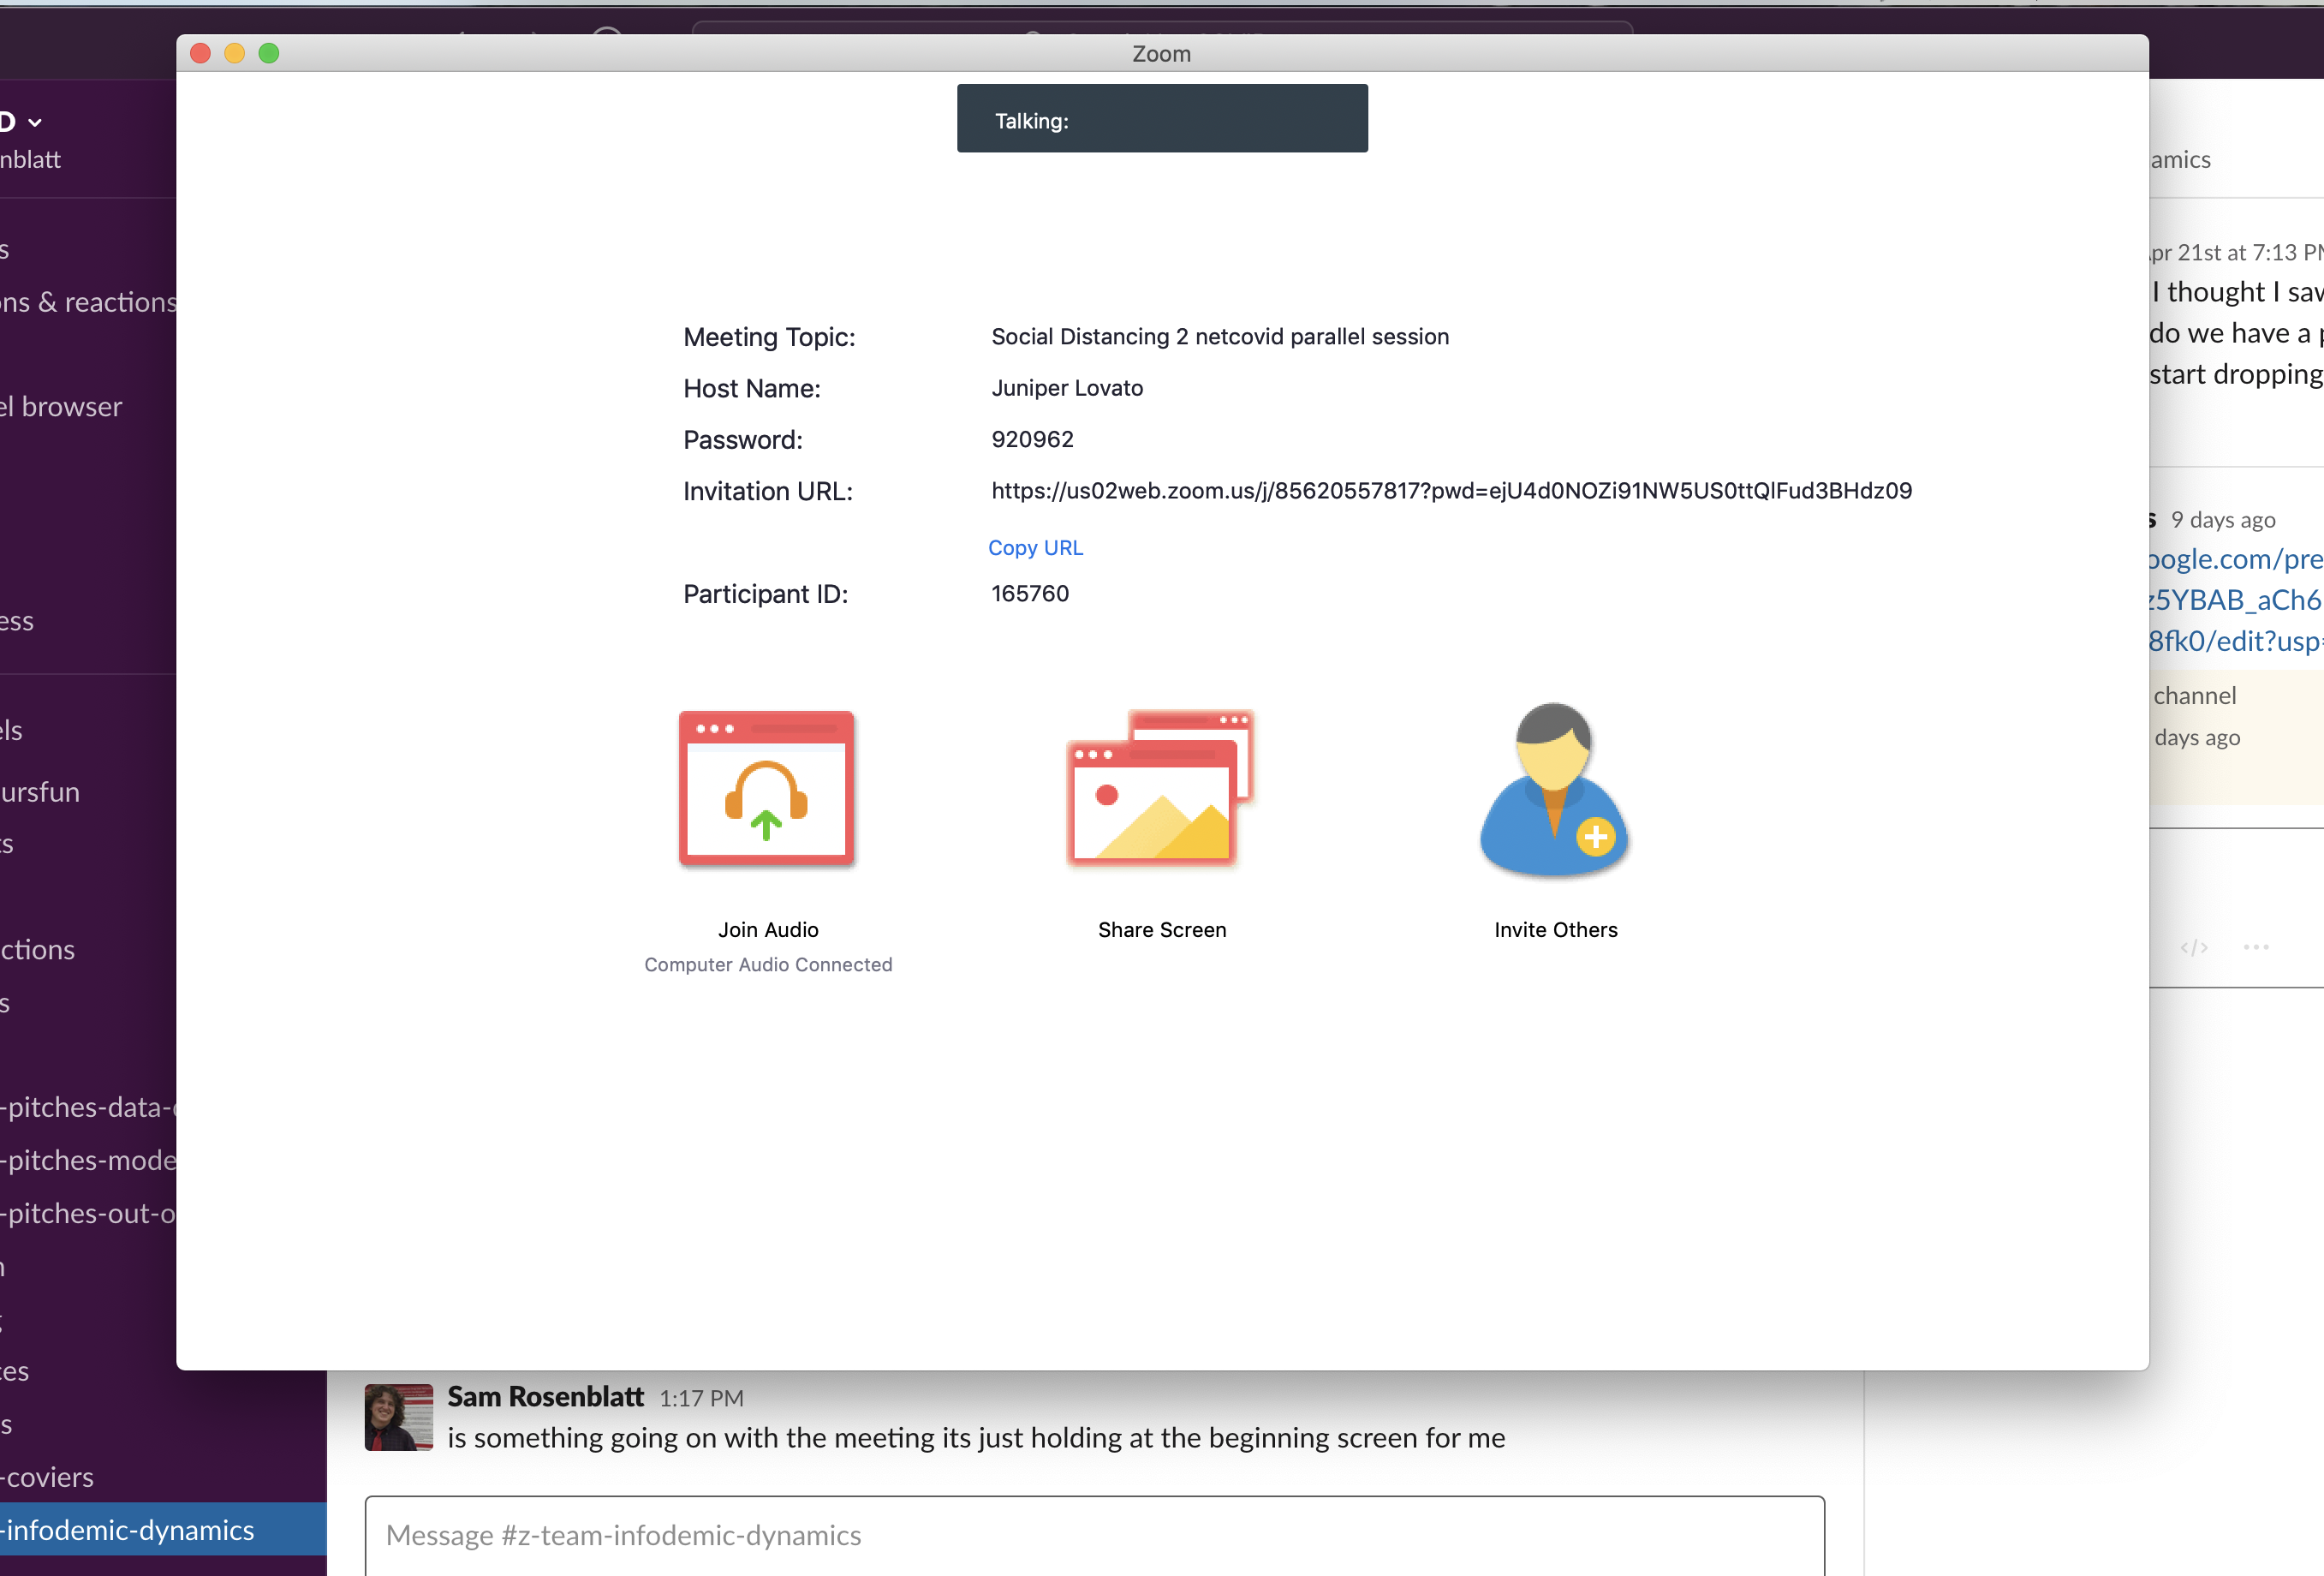 Zoom
Talking:
Meeting Topic: Social Distancing 2 netcovid parallel session
Host Name: Juniper Lovato
Password: 920962
Invitation URL: https://us02web.zoom.us/j/85620557817?pwd=ejU4d0NOZi91NW5US0ttQlFud3BHdz09
Copy URL
Participant ID: 165760
Join Audio
Computer Audio Connected
Share Screen
Invite Others
D
nblatt
s
ons & reactions
el browser
ess
els
ursfun
ts
ctions
s
-pitches-data-
-pitches-mode
-pitches-out-o
ces
s
-coviers
-infodemic-dynamics
Sam Rosenblatt 1:17 PM
is something going on with the meeting its just holding at the beginning screen for me
Message #z-team-infodemic-dynamics
amics
Apr 21st at 7:13 PM
I thought I saw
do we have a p
start dropping
s 9 days ago
oogle.com/pre
z5YBAB_aCh6
8fk0/edit?usp=
channel
days ago